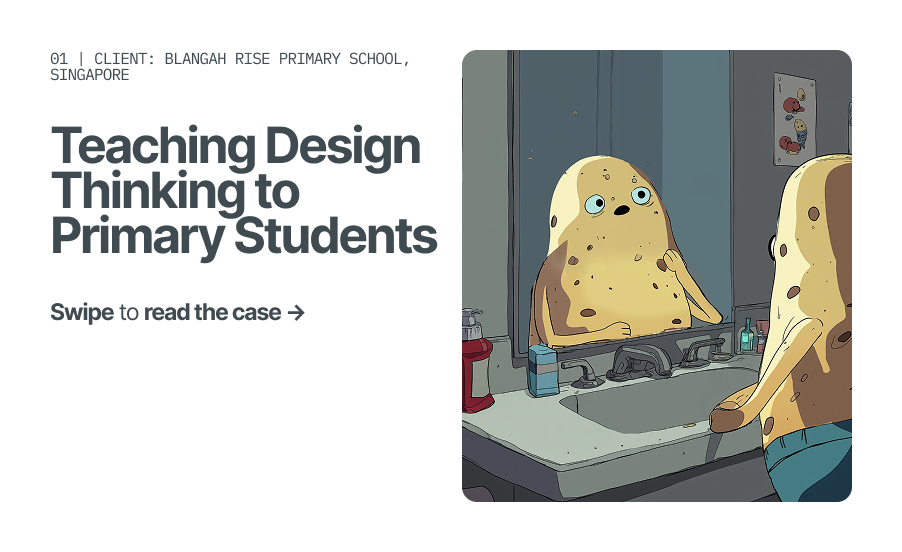 01 | CLIENT: BLANGAH RISE PRIMARY SCHOOL,
SINGAPORE
Teaching Design
Thinking to
Primary Students
Swipe to read the case →